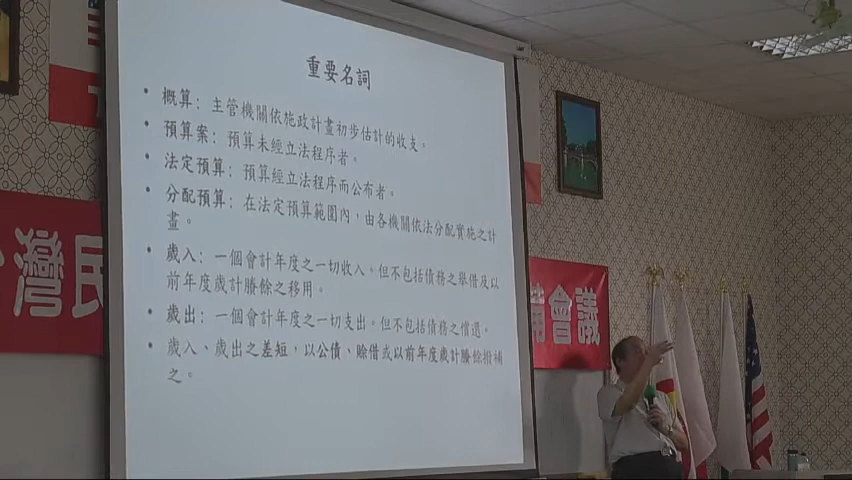 重要名詞
• 概算：主管機關依施政計畫初步估計的收支。
• 預算案：預算未經立法程序者。
• 法定預算：預算經立法程序而公布者。
• 分配預算：在法定預算範圍內，由各機關依法分配實施之計
畫。
• 歲入：一個會計年度之一切收入。但不包括債務之舉借及以
前年度歲計賸餘之移用。
• 歲出：一個會計年度之一切支出。但不包括債務之償還。
• 歲入、歲出之差短，以公債、賒借或以前年度歲計賸餘撥補
之。
灣民
會議